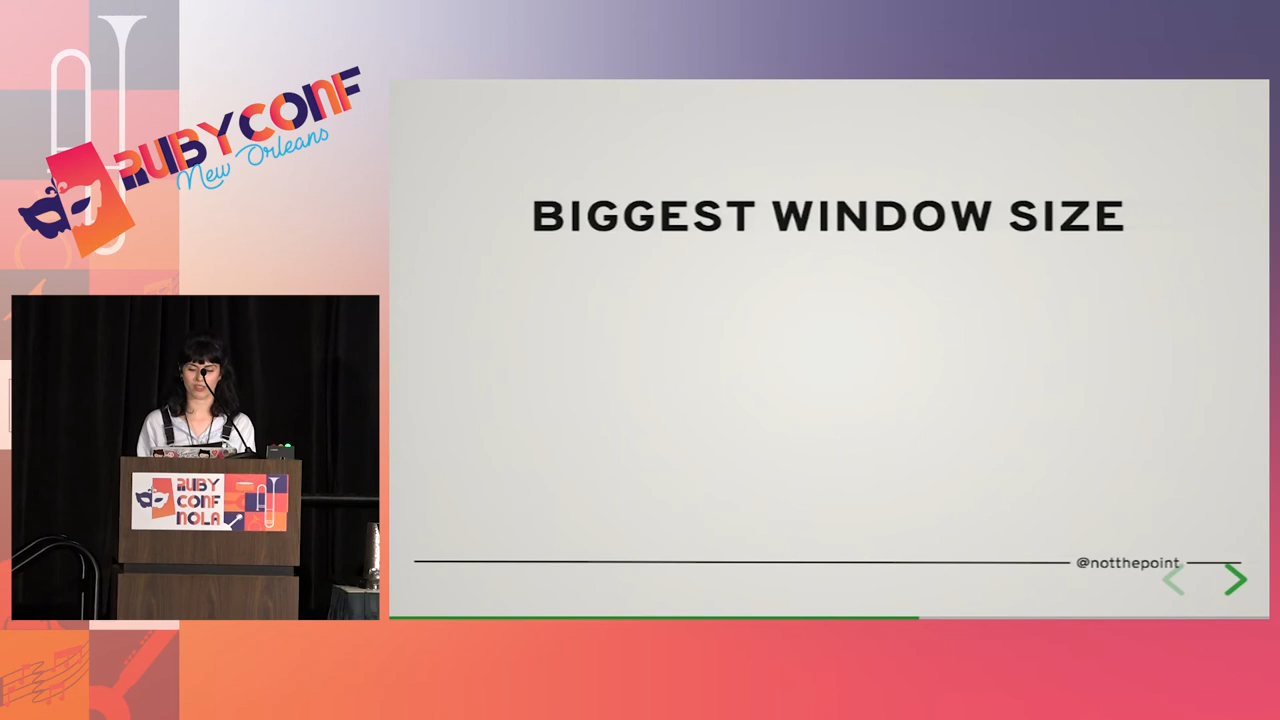 RUBYCONF
New Orleans
BIGGEST WINDOW SIZE
RUBY
CONF
NOLA
@notthepoint